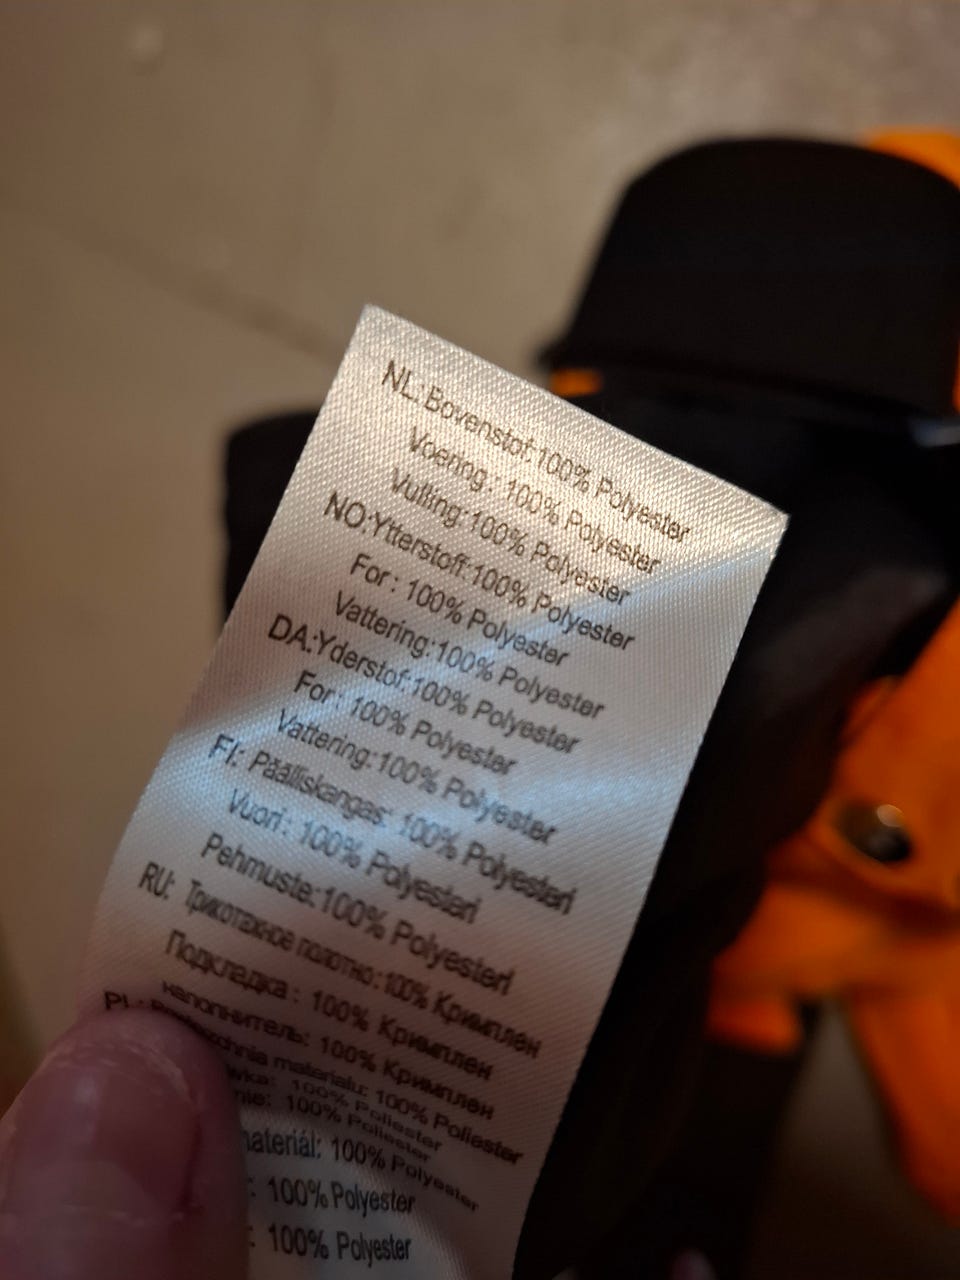 NL: Bovenstof:100% Polyester
Voering : 100% Polyester
Vulling:100% Polyester
NO:Ytterstoff:100% Polyester
For : 100% Polyester
Vattering:100% Polyester
DA:Yderstof:100% Polyester
For : 100% Polyester
Vattering:100% Polyester
FI: Päälliskangas: 100% Polyesteri
Vuori : 100% Polyesteri
Pehmuste:100% Polyesteri
RU: Трикотажное полотно:100% Кримплен
Подкладка : 100% Кримплен
наполнитель: 100% Кримплен
PL: materialu: 100% Poliester
100% Poliester
100% Poliester
materiál: 100% Polyester
: 100% Polyester
: 100% Polyester